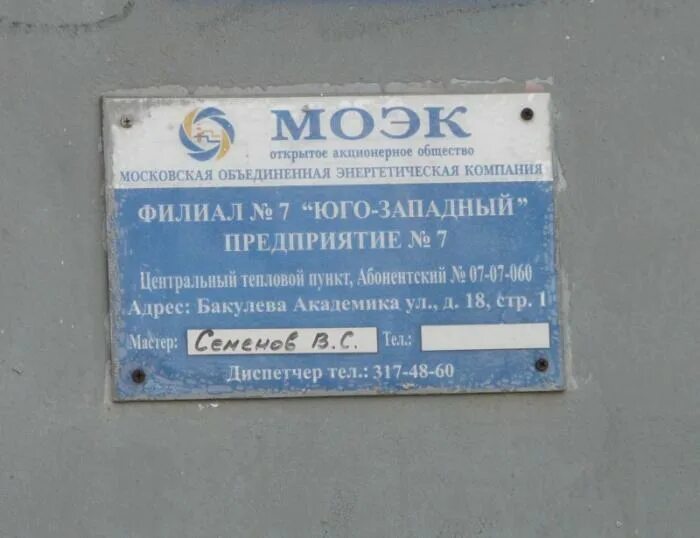 МОЭК
открытое акционерное общество
МОСКОВСКАЯ ОБЪЕДИНЕННАЯ ЭНЕРГЕТИЧЕСКАЯ КОМПАНИЯ
ФИЛИАЛ № 7 "ЮГО-ЗАПАДНЫЙ"
ПРЕДПРИЯТИЕ № 7
Центральный тепловой пункт, Абонентский № 07-07-060
Адрес: Бакулева Академика ул., д. 18, стр. 1
Мастер: Семенов В.С. Тел.:
Диспетчер тел.: 317-48-60